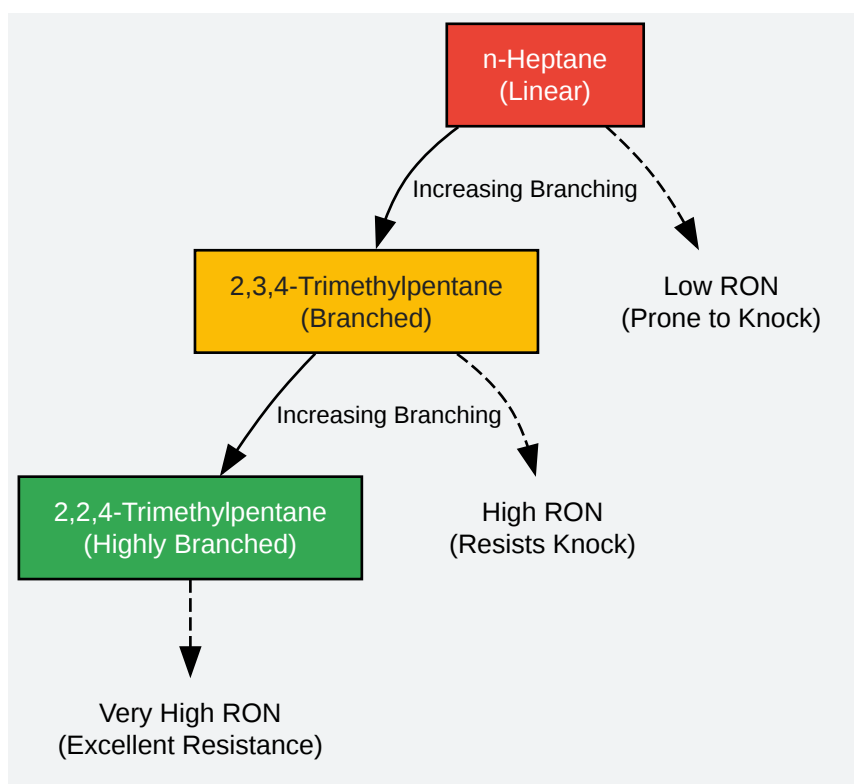 n-Heptane
(Linear)
Increasing Branching
2,3,4-Trimethylpentane
(Branched)
Low RON
(Prone to Knock)
Increasing Branching
2,2,4-Trimethylpentane
(Highly Branched)
High RON
(Resists Knock)
Very High RON
(Excellent Resistance)